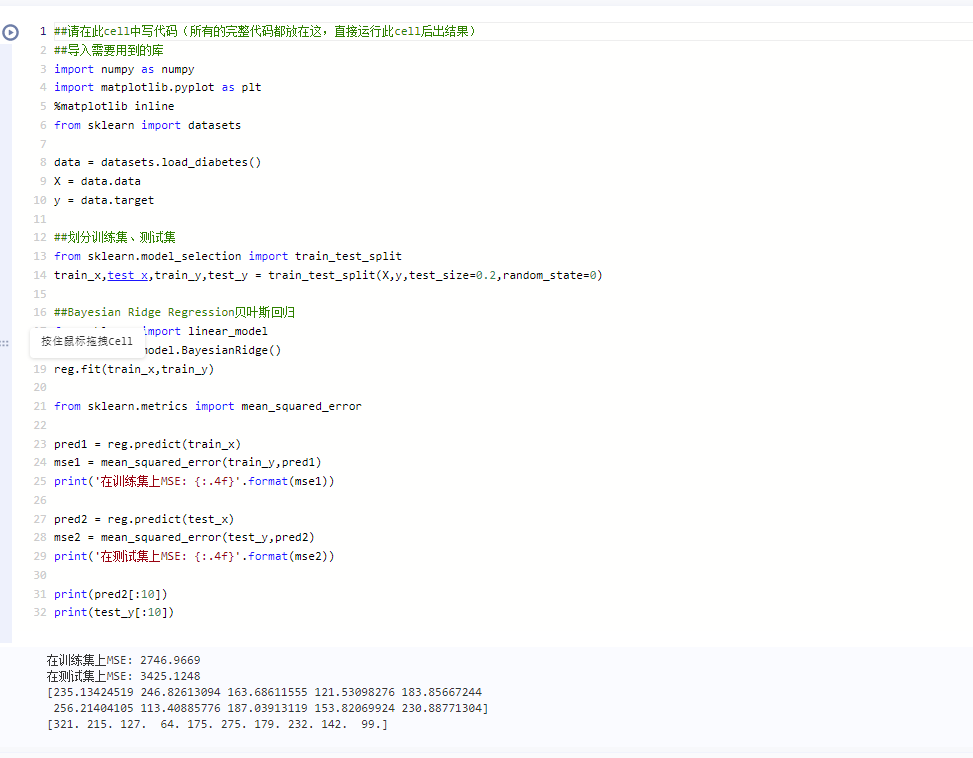 1 ##请在此cell中写代码（所有的完整代码都放在这，直接运行此cell后出结果）
2 ##导入需要用到的库
3 import numpy as numpy
4 import matplotlib.pyplot as plt
5 %matplotlib inline
6 from sklearn import datasets
7
8 data = datasets.load_diabetes()
9 X = data.data
10 y = data.target
11
12 ##划分训练集、测试集
13 from sklearn.model_selection import train_test_split
14 train_x,test_x,train_y,test_y = train_test_split(X,y,test_size=0.2,random_state=0)
15
16 ##Bayesian Ridge Regression贝叶斯回归
import linear_model
按住鼠标拖拽cell
model.BayesianRidge()
19 reg.fit(train_x,train_y)
20
21 from sklearn.metrics import mean_squared_error
22
23 pred1 = reg.predict(train_x)
24 mse1 = mean_squared_error(train_y,pred1)
25 print('在训练集上MSE: {:.4f}'.format(mse1))
26
27 pred2 = reg.predict(test_x)
28 mse2 = mean_squared_error(test_y,pred2)
29 print('在测试集上MSE: {:.4f}'.format(mse2))
30
31 print(pred2[:10])
32 print(test_y[:10])
在训练集上MSE: 2746.9669
在测试集上MSE: 3425.1248
[235.13424519 246.82613094 163.68611555 121.53098276 183.85667244
256.21404105 113.40885776 187.03913119 153.82069924 230.88771304]
[321. 215. 127. 64. 175. 275. 179. 232. 142. 99.]